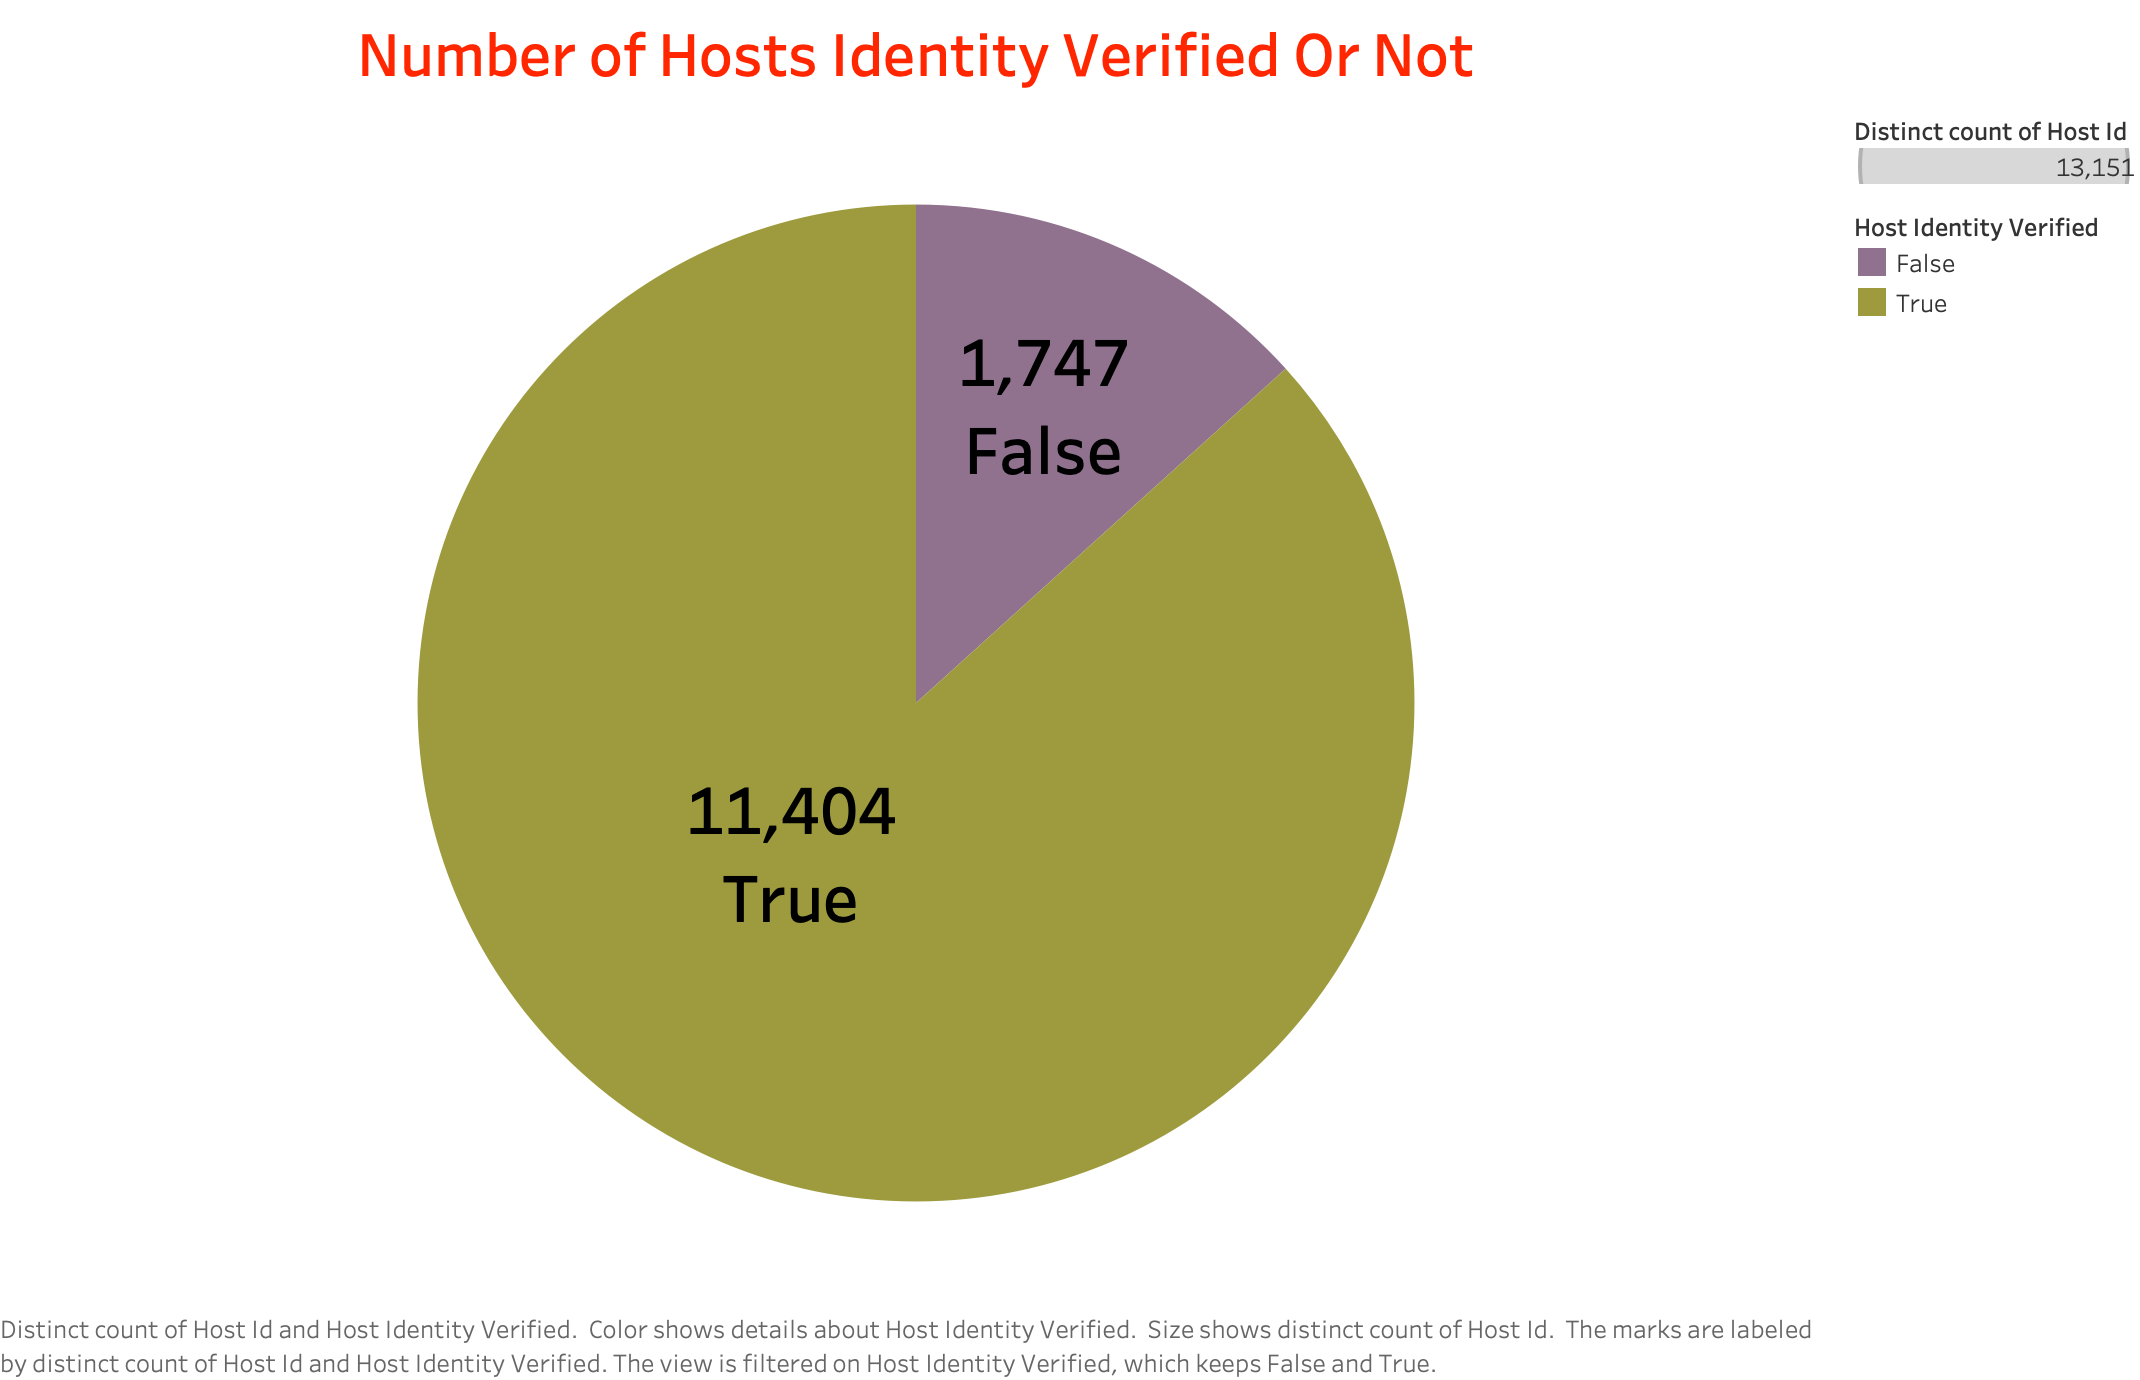 Number of Hosts Identity Verified Or Not
Distinct count of Host Id
13,151
Host Identity Verified
False
True
1,747
False
11,404
True
Distinct count of Host Id and Host Identity Verified.  Color shows details about Host Identity Verified.  Size shows distinct count of Host Id.  The marks are labeled
by distinct count of Host Id and Host Identity Verified. The view is filtered on Host Identity Verified, which keeps False and True.